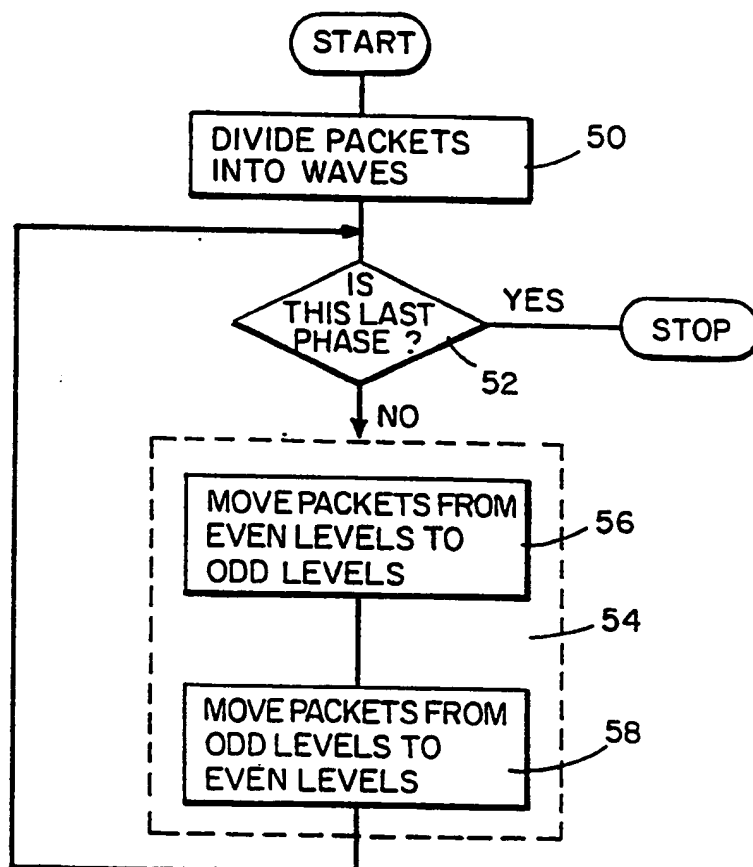 START
DIVIDE PACKETS
INTO WAVES
50
IS
THIS LAST
PHASE ?
52
YES
STOP
NO
MOVE PACKETS FROM
EVEN LEVELS TO
ODD LEVELS
56
54
MOVE PACKETS FROM
ODD LEVELS TO
EVEN LEVELS
58